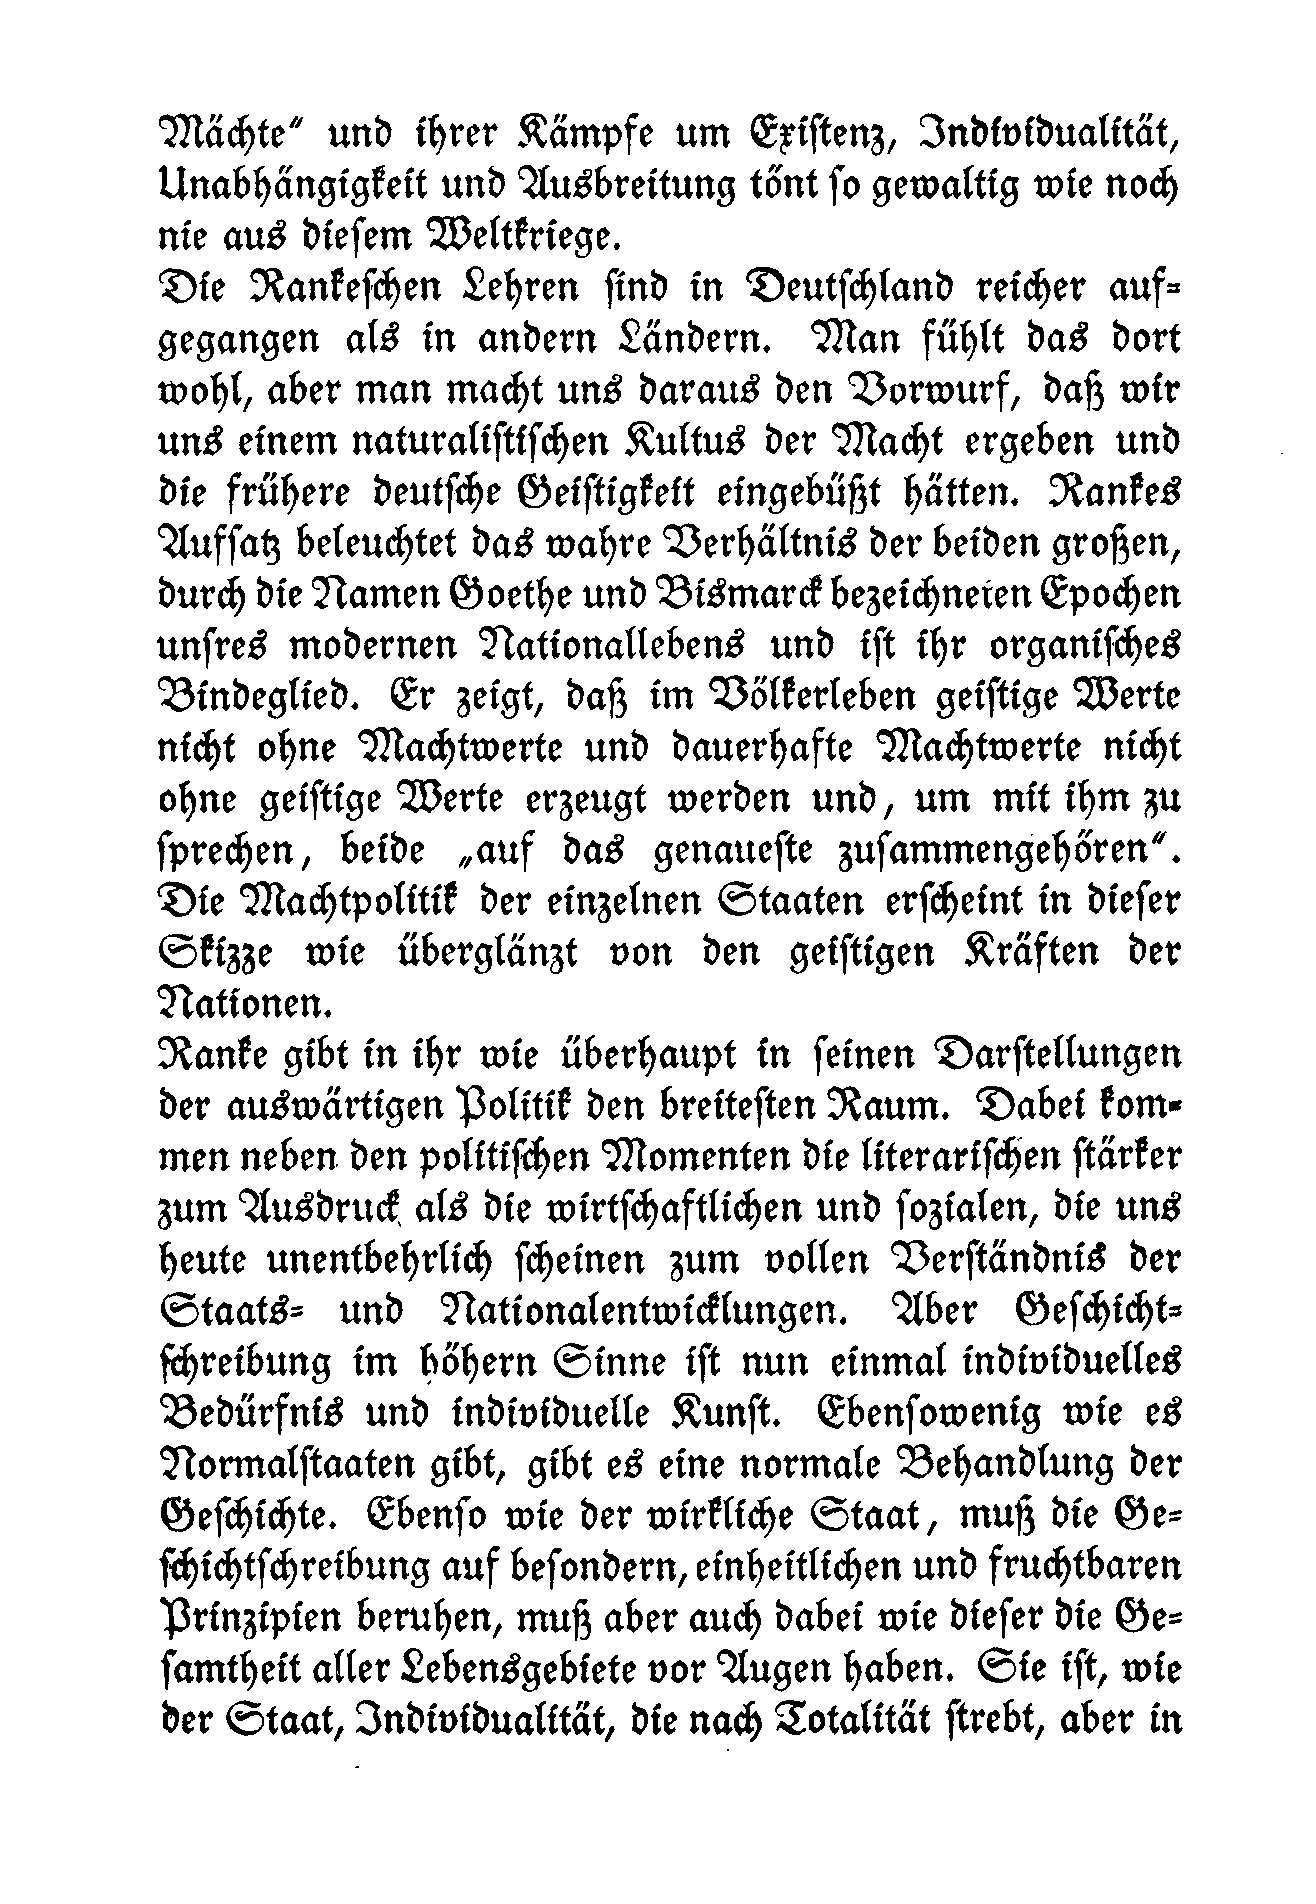 Mächte“ und ihrer Kämpfe um Existenz, Individualität,
Unabhängigkeit und Ausbreitung tönt so gewaltig wie noch
nie aus diesem Weltkriege.
Die Rankeschen Lehren sind in Deutschland reicher auf-
gegangen als in andern Ländern. Man fühlt das dort
wohl, aber man macht uns daraus den Vorwurf, daß wir
uns einem naturalistischen Kultus der Macht ergeben und
die frühere deutsche Geistigkeit eingebüßt hätten. Rankes
Aufsatz beleuchtet das wahre Verhältnis der beiden großen,
durch die Namen Goethe und Bismarck bezeichneten Epochen
unsres modernen Nationallebens und ist ihr organisches
Bindeglied. Er zeigt, daß im Völkerleben geistige Werte
nicht ohne Machtwerte und dauerhafte Machtwerte nicht
ohne geistige Werte erzeugt werden und, um mit ihm zu
sprechen, beide „auf das genaueste zusammengehören“.
Die Machtpolitik der einzelnen Staaten erscheint in dieser
Skizze wie überglänzt von den geistigen Kräften der
Nationen.
Ranke gibt in ihr wie überhaupt in seinen Darstellungen
der auswärtigen Politik den breitesten Raum. Dabei kom-
men neben den politischen Momenten die literarischen stärker
zum Ausdruck als die wirtschaftlichen und sozialen, die uns
heute unentbehrlich scheinen zum vollen Verständnis der
Staats- und Nationalentwicklungen. Aber Geschicht-
schreibung im höhern Sinne ist nun einmal individuelles
Bedürfnis und individuelle Kunst. Ebensowenig wie es
Normalstaaten gibt, gibt es eine normale Behandlung der
Geschichte. Ebenso wie der wirkliche Staat, muß die Ge-
schichtschreibung auf besondern, einheitlichen und fruchtbaren
Prinzipien beruhen, muß aber auch dabei wie dieser die Ge-
samtheit aller Lebensgebiete vor Augen haben. Sie ist, wie
der Staat, Individualität, die nach Totalität strebt, aber in